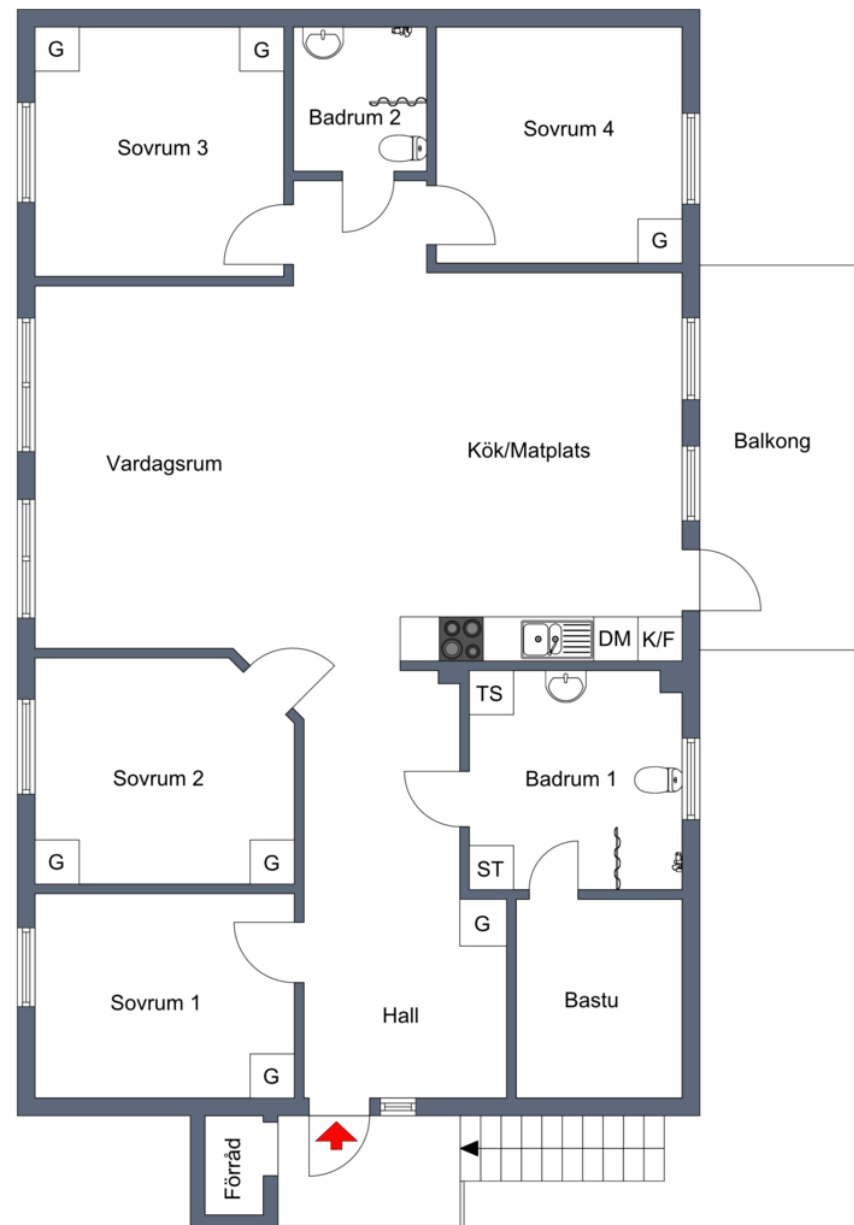 G
G
Badrum 2
Sovrum 3
Sovrum 4
G
Vardagsrum
Kök/Matplats
Balkong
DM
K/F
TS
Sovrum 2
Badrum 1
G
G
ST
G
Sovrum 1
Hall
Bastu
G
Förråd